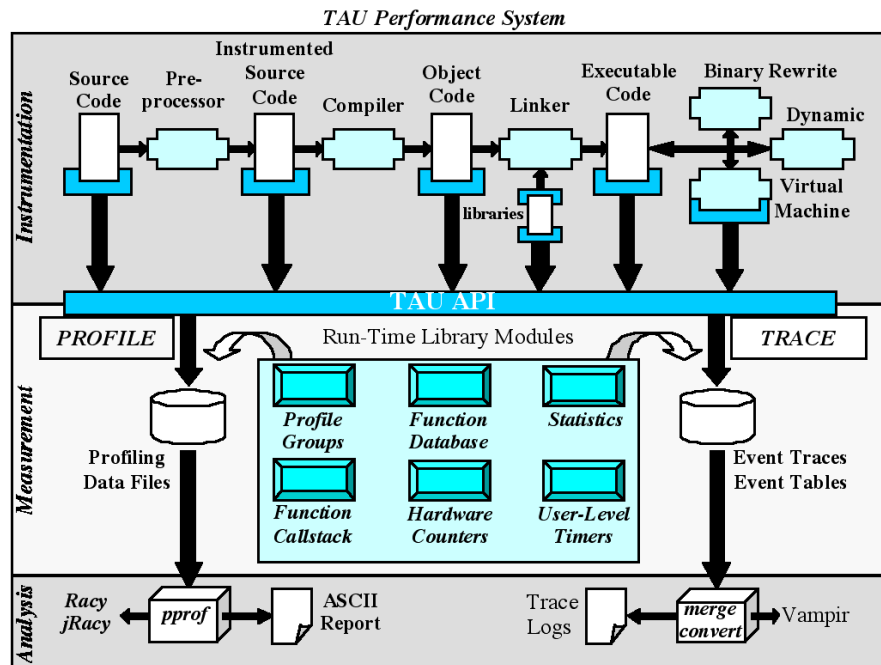 TAU Performance System
Instrumentation
Source
Code
Pre-
processor
Instrumented
Source
Code
Compiler
Object
Code
Linker
Executable
Code
Binary Rewrite
Dynamic
Virtual
Machine
libraries
TAU API
Measurement
PROFILE
Run-Time Library Modules
TRACE
Profile
Groups
Function
Database
Statistics
Function
Callstack
Hardware
Counters
User-Level
Timers
Profiling
Data Files
Event Traces
Event Tables
Analysis
Racy
jRacy
pprof
ASCII
Report
Trace
Logs
merge
convert
Vampir